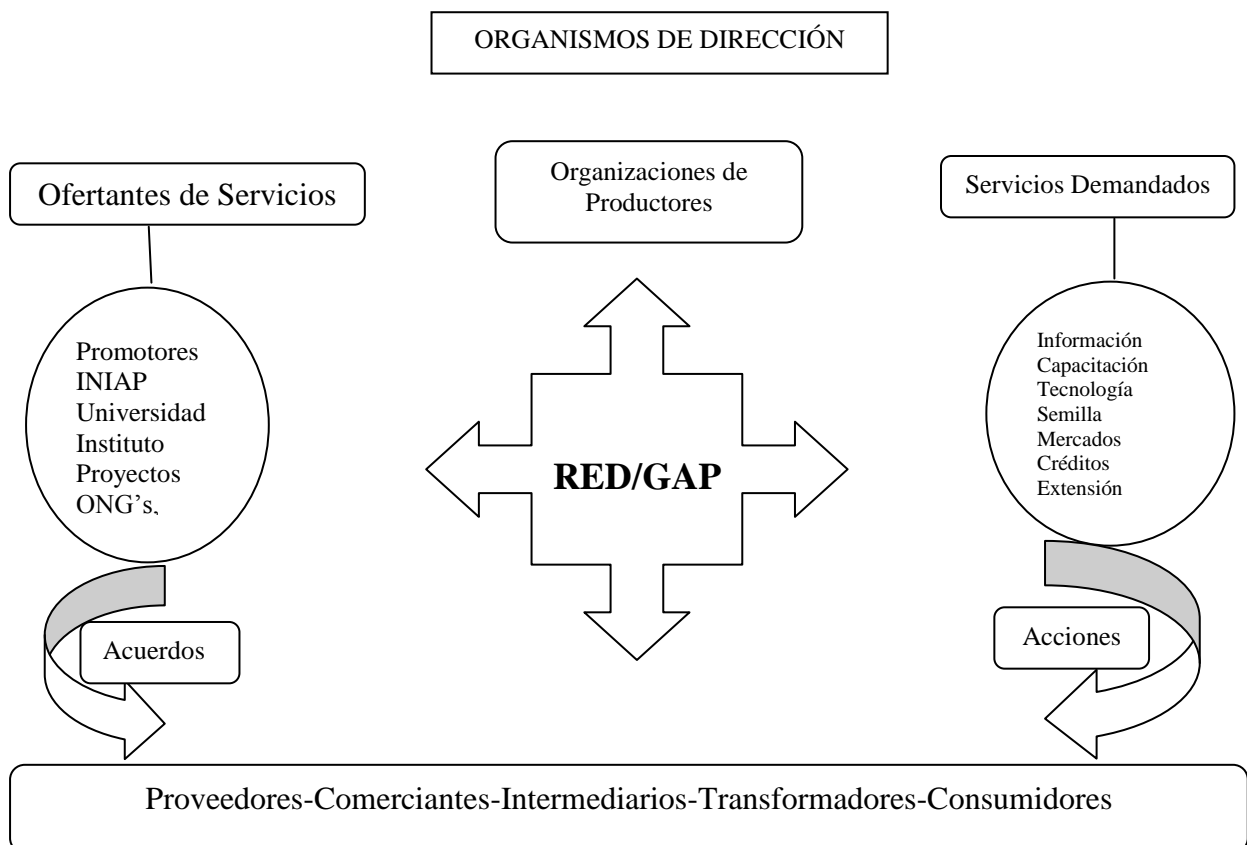 ORGANISMOS DE DIRECCIÓN
Ofertantes de Servicios
Organizaciones de
Productores
Servicios Demandados
Promotores
INIAP
Universidad
Instituto
Proyectos
ONG’s,
RED/GAP
Información
Capacitación
Tecnología
Semilla
Mercados
Créditos
Extensión
Acuerdos
Acciones
Proveedores-Comerciantes-Intermediarios-Transformadores-Consumidores